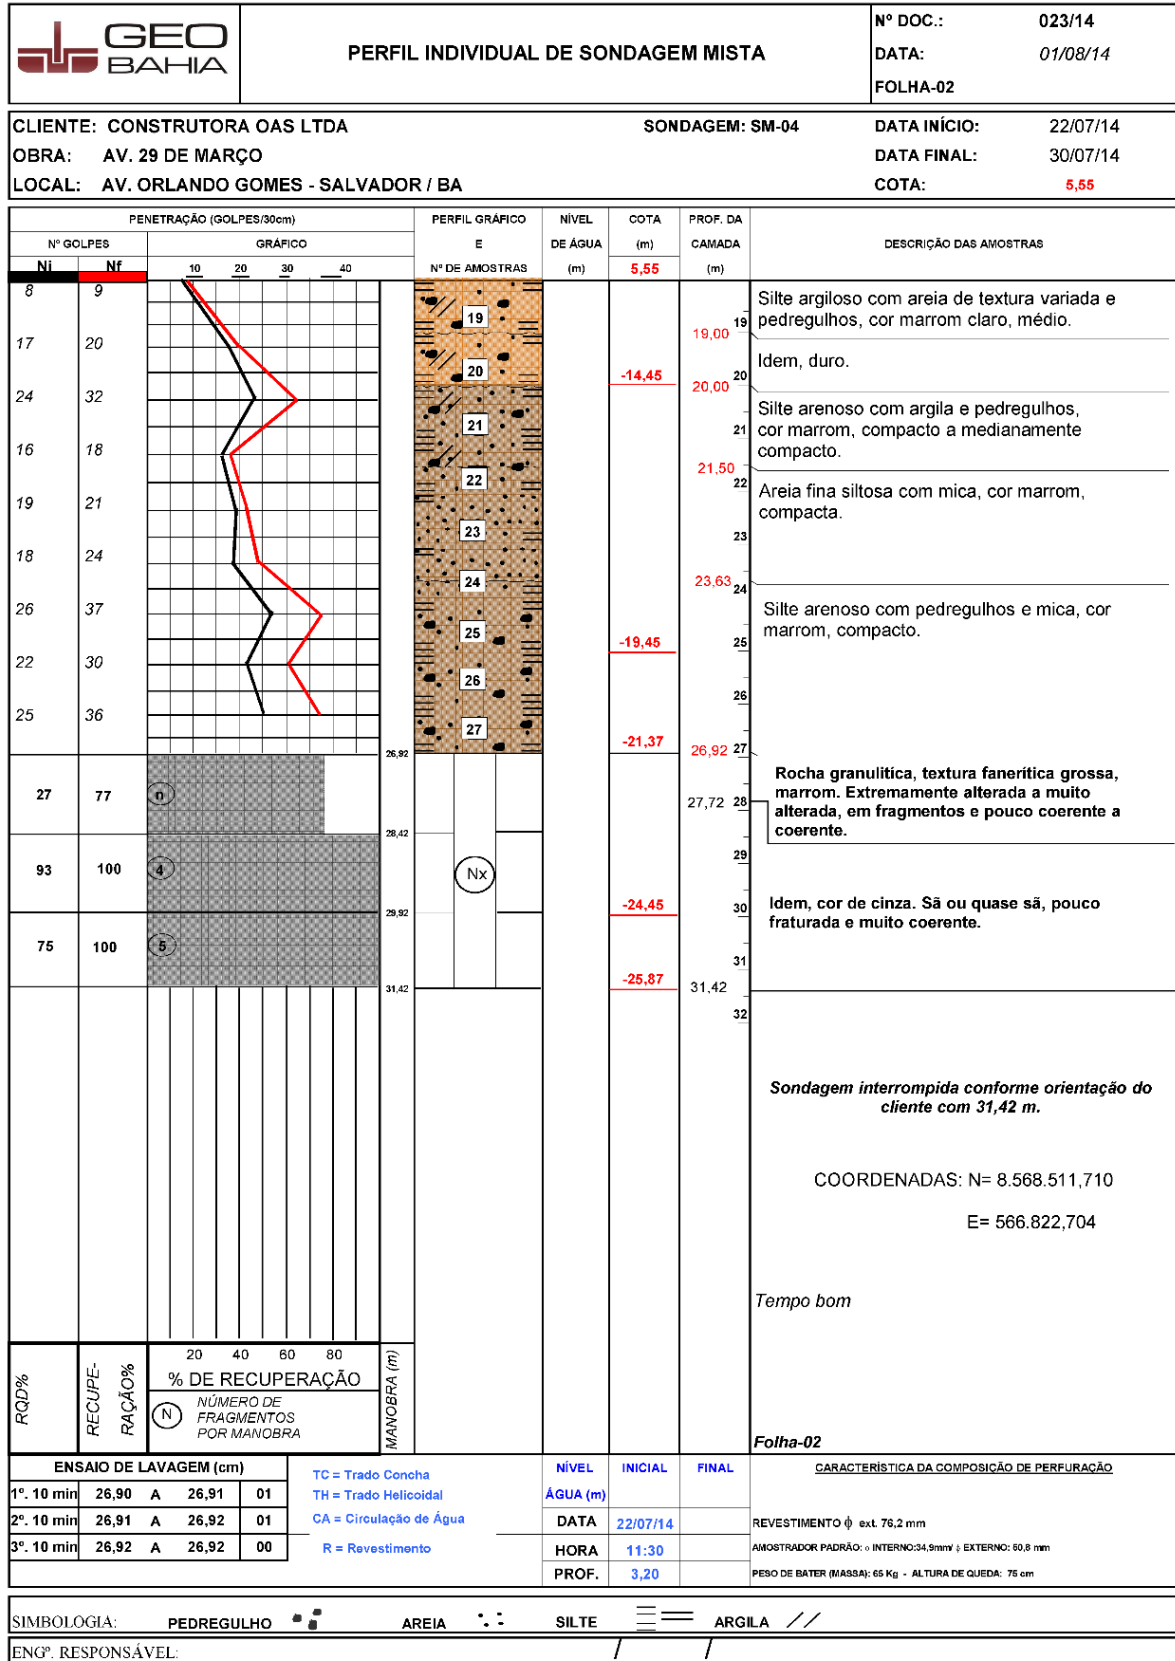 GEO
BAHIA
PERFIL INDIVIDUAL DE SONDAGEM MISTA
Nº DOC.: 023/14
DATA: 01/08/14
FOLHA-02
CLIENTE: CONSTRUTORA OAS LTDA SONDAGEM: SM-04 DATA INÍCIO: 22/07/14
OBRA: AV. 29 DE MARÇO DATA FINAL: 30/07/14
LOCAL: AV. ORLANDO GOMES - SALVADOR / BA COTA: 5,55
PENETRAÇÃO (GOLPES/30cm)
Nº GOLPES GRÁFICO
Ni Nf 10 20 30 40
PERFIL GRÁFICO
E
Nº DE AMOSTRAS
NÍVEL
DE ÁGUA
(m)
COTA
(m)
5,55
PROF. DA
CAMADA
(m)
DESCRIÇÃO DAS AMOSTRAS
8 9
17 20
24 32
16 18
19 21
18 24
26 37
22 30
25 36
27 77 n
93 100 4
75 100 5
26,92
28,42
29,92
31,42
19
20
21
22
23
24
25
26
27
Nx
-14,45
-19,45
-21,37
-24,45
-25,87
19,00
20,00
21,50
23,63
26,92
27,72
31,42
19
20
21
22
23
24
25
26
27
28
29
30
31
32
Silte argiloso com areia de textura variada e
pedregulhos, cor marrom claro, médio.
Idem, duro.
Silte arenoso com argila e pedregulhos,
cor marrom, compacto a medianamente
compacto.
Areia fina siltosa com mica, cor marrom,
compacta.
Silte arenoso com pedregulhos e mica, cor
marrom, compacto.
Rocha granulitica, textura fanerítica grossa,
marrom. Extremamente alterada a muito
alterada, em fragmentos e pouco coerente a
coerente.
Idem, cor de cinza. Sã ou quase sã, pouco
fraturada e muito coerente.
Sondagem interrompida conforme orientação do
cliente com 31,42 m.
COORDENADAS: N= 8.568.511,710
E= 566.822,704
Tempo bom
Folha-02
RQD%
RECUPE-
RAÇÃO%
20 40 60 80
% DE RECUPERAÇÃO
N NÚMERO DE
FRAGMENTOS
POR MANOBRA
MANOBRA (m)
ENSAIO DE LAVAGEM (cm)
1º. 10 min 26,90 A 26,91 01
2º. 10 min 26,91 A 26,92 01
3º. 10 min 26,92 A 26,92 00
TC = Trado Concha
TH = Trado Helicoidal
CA = Circulação de Água
R = Revestimento
NÍVEL INICIAL FINAL
ÁGUA (m)
DATA 22/07/14
HORA 11:30
PROF. 3,20
CARACTERÍSTICA DA COMPOSIÇÃO DE PERFURAÇÃO
REVESTIMENTO ϕ ext. 76,2 mm
AMOSTRADOR PADRÃO: ϕ INTERNO:34,9mm/ ϕ EXTERNO: 50,8 mm
PESO DE BATER (MASSA): 65 Kg - ALTURA DE QUEDA: 75 cm
SIMBOLOGIA: PEDREGULHO AREIA SILTE ARGILA
ENGº. RESPONSÁVEL: